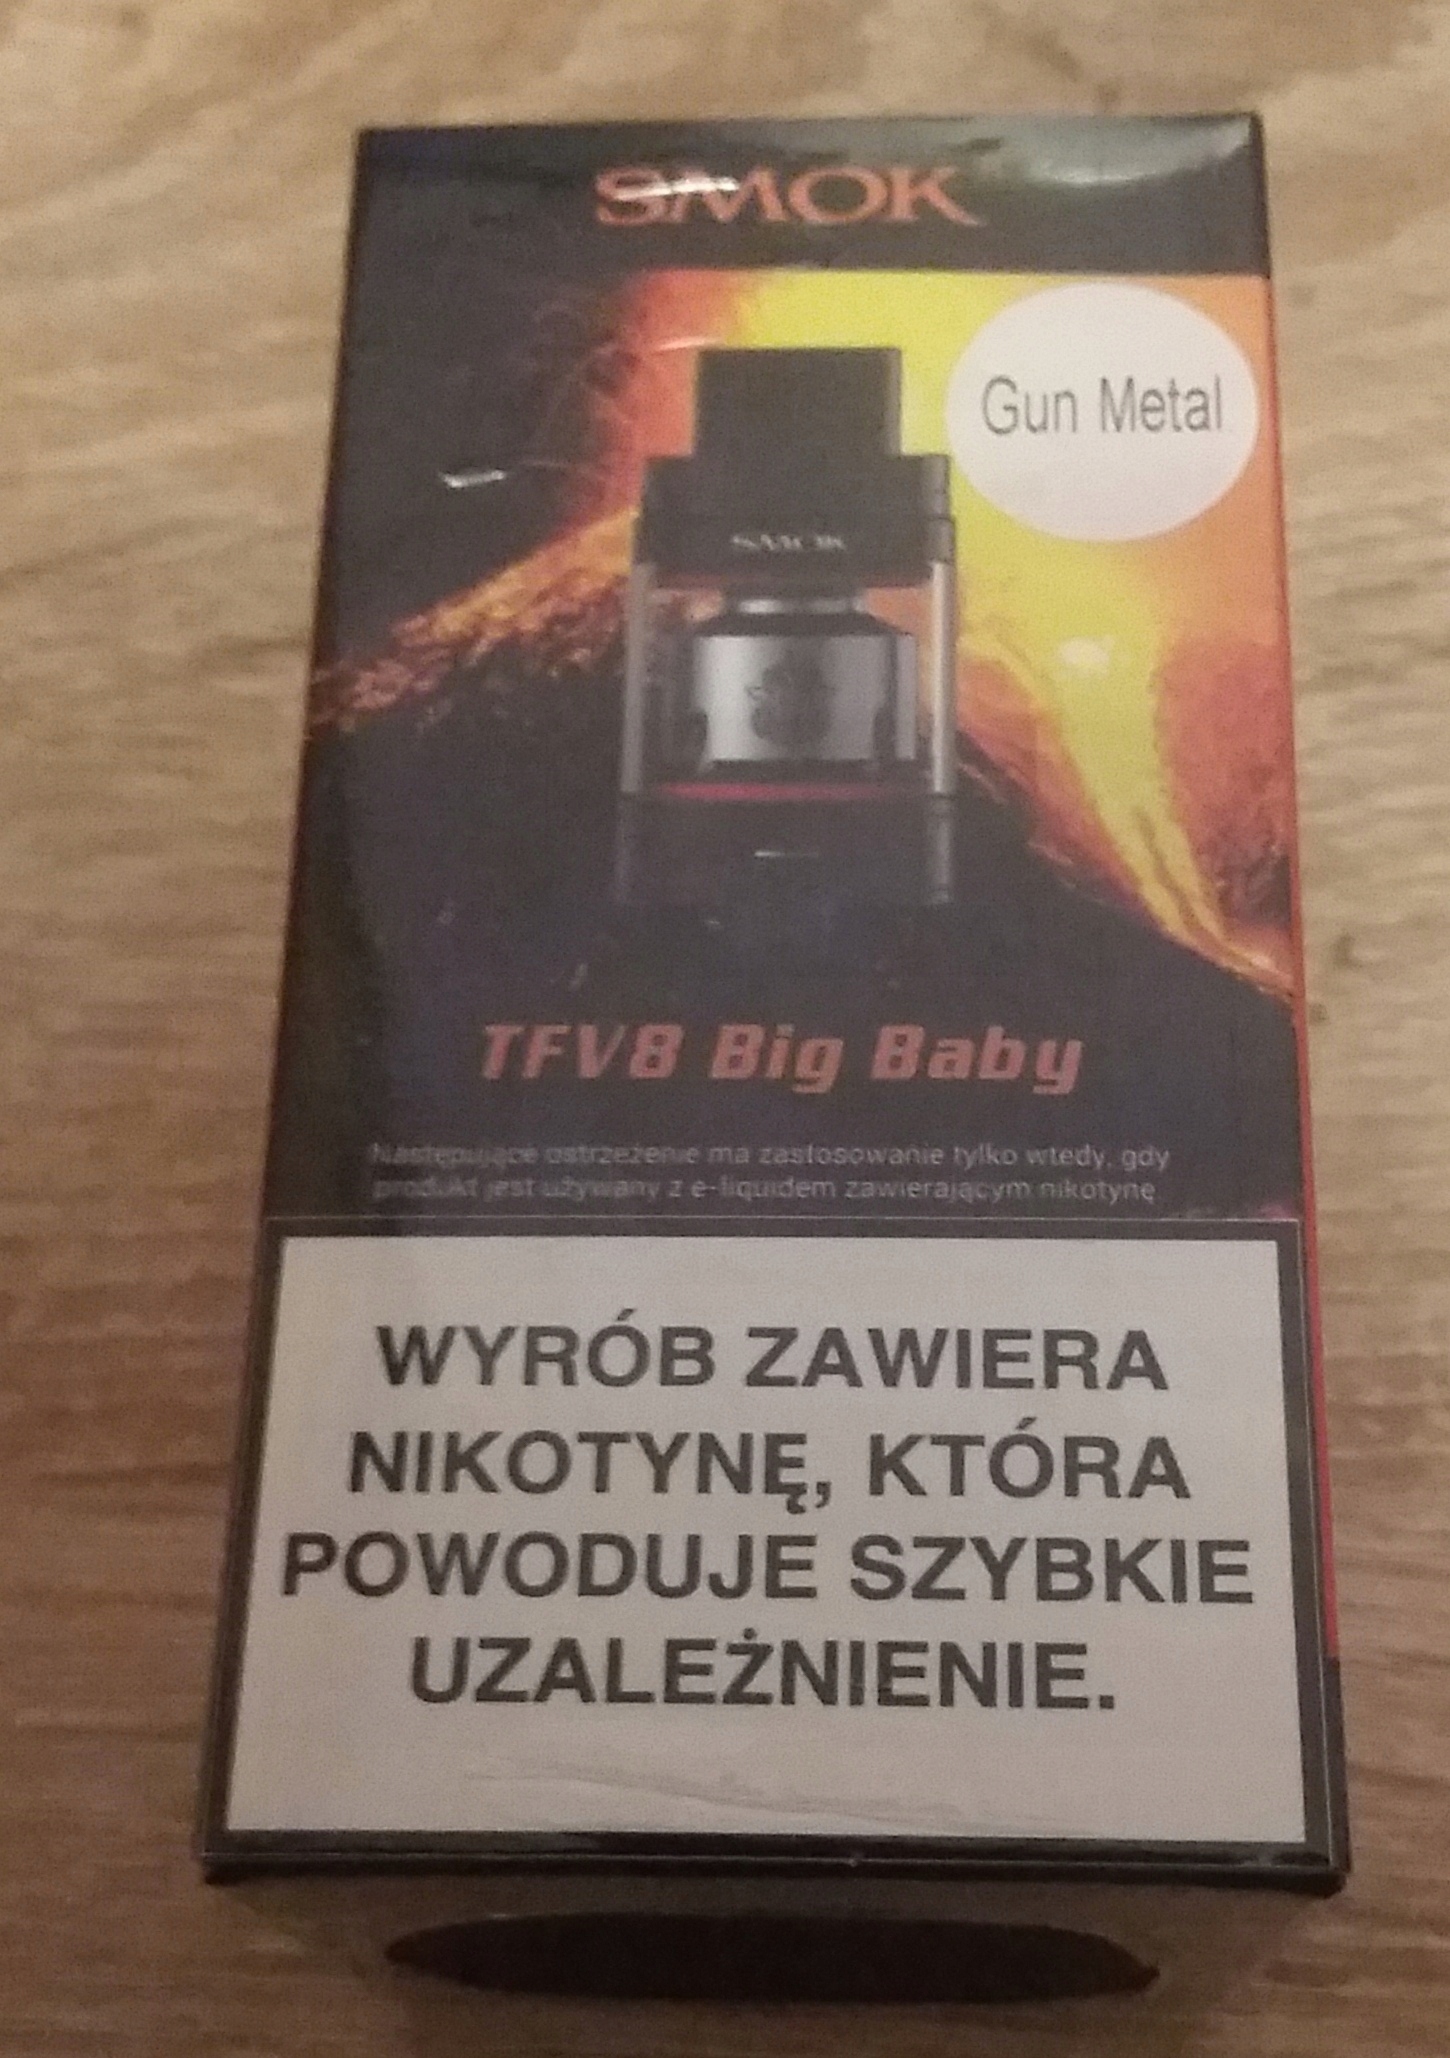 SMOK
Gun Metal
SMOK
TFV8 Big Baby
Następujące ostrzeżenie ma zastosowanie tylko wtedy, gdy
produkt jest używany z e-liquidem zawierającym nikotynę
WYRÓB ZAWIERA
NIKOTYNĘ, KTÓRA
POWODUJE SZYBKIE
UZALEŻNIENIE.